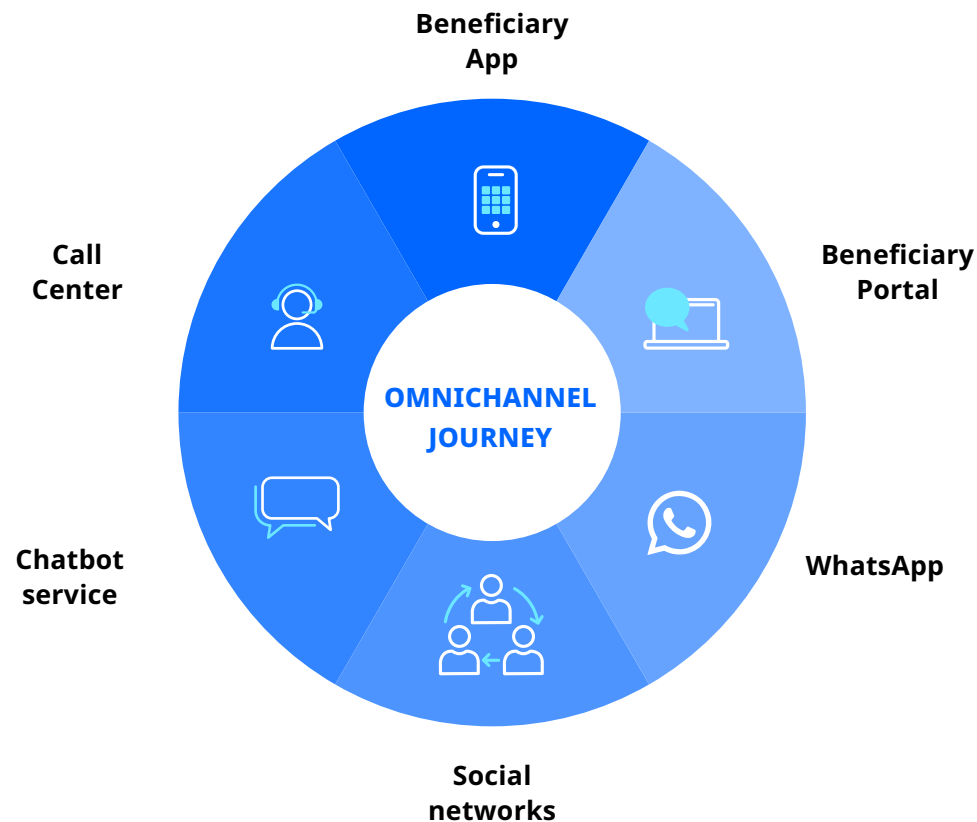 Beneficiary
App
Call
Center
Beneficiary
Portal
OMNICHANNEL
JOURNEY
Chatbot
service
WhatsApp
Social
networks